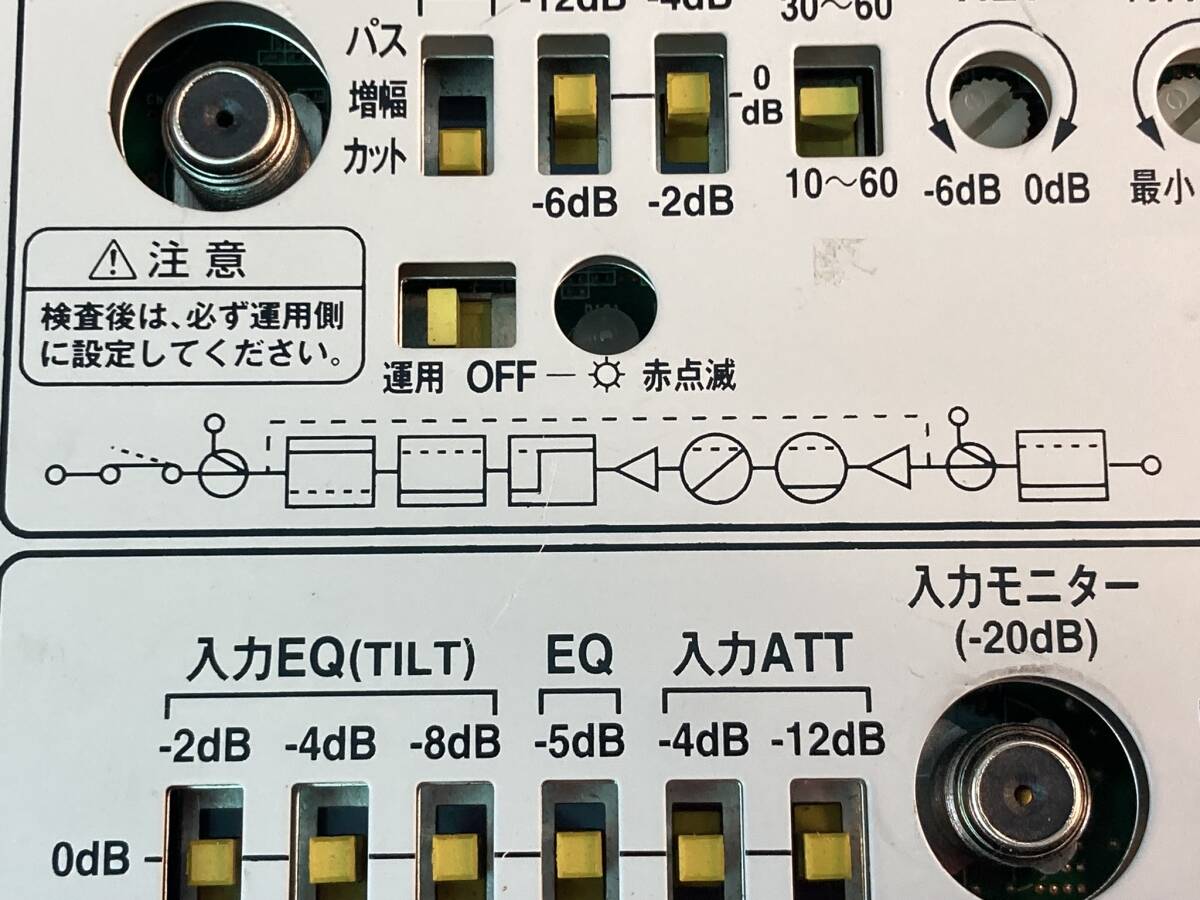 -12dB -4dB 30～60
パス
増幅
カット
0
dB
-6dB -2dB 10～60 -6dB 0dB 最小
注意
検査後は、必ず運用側
に設定してください。
運用 OFF 赤点滅
入力モニター
(-20dB)
入力EQ(TILT) EQ 入力ATT
-2dB -4dB -8dB -5dB -4dB -12dB
0dB